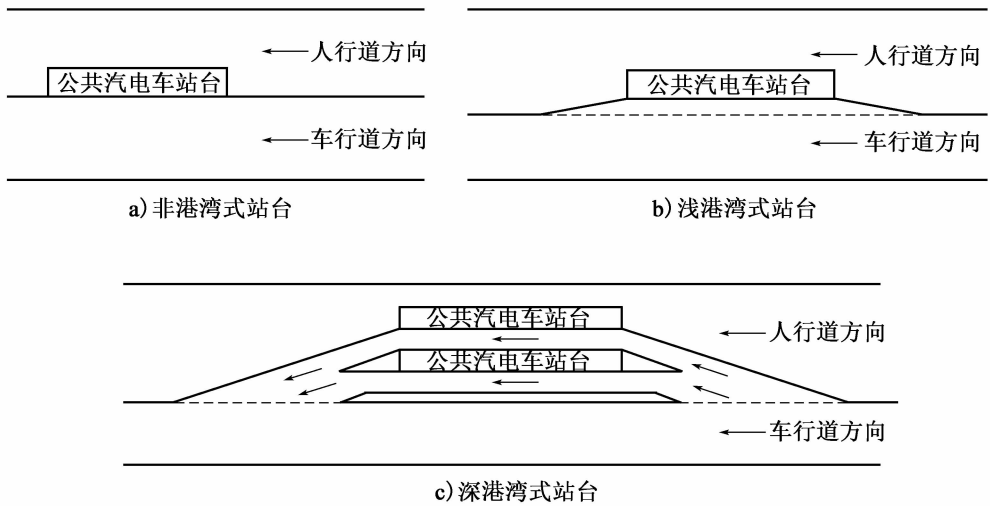 人行道方向
公共汽电车站台
车行道方向
a)非港湾式站台
人行道方向
公共汽电车站台
车行道方向
b)浅港湾式站台
公共汽电车站台
人行道方向
公共汽电车站台
车行道方向
c)深港湾式站台